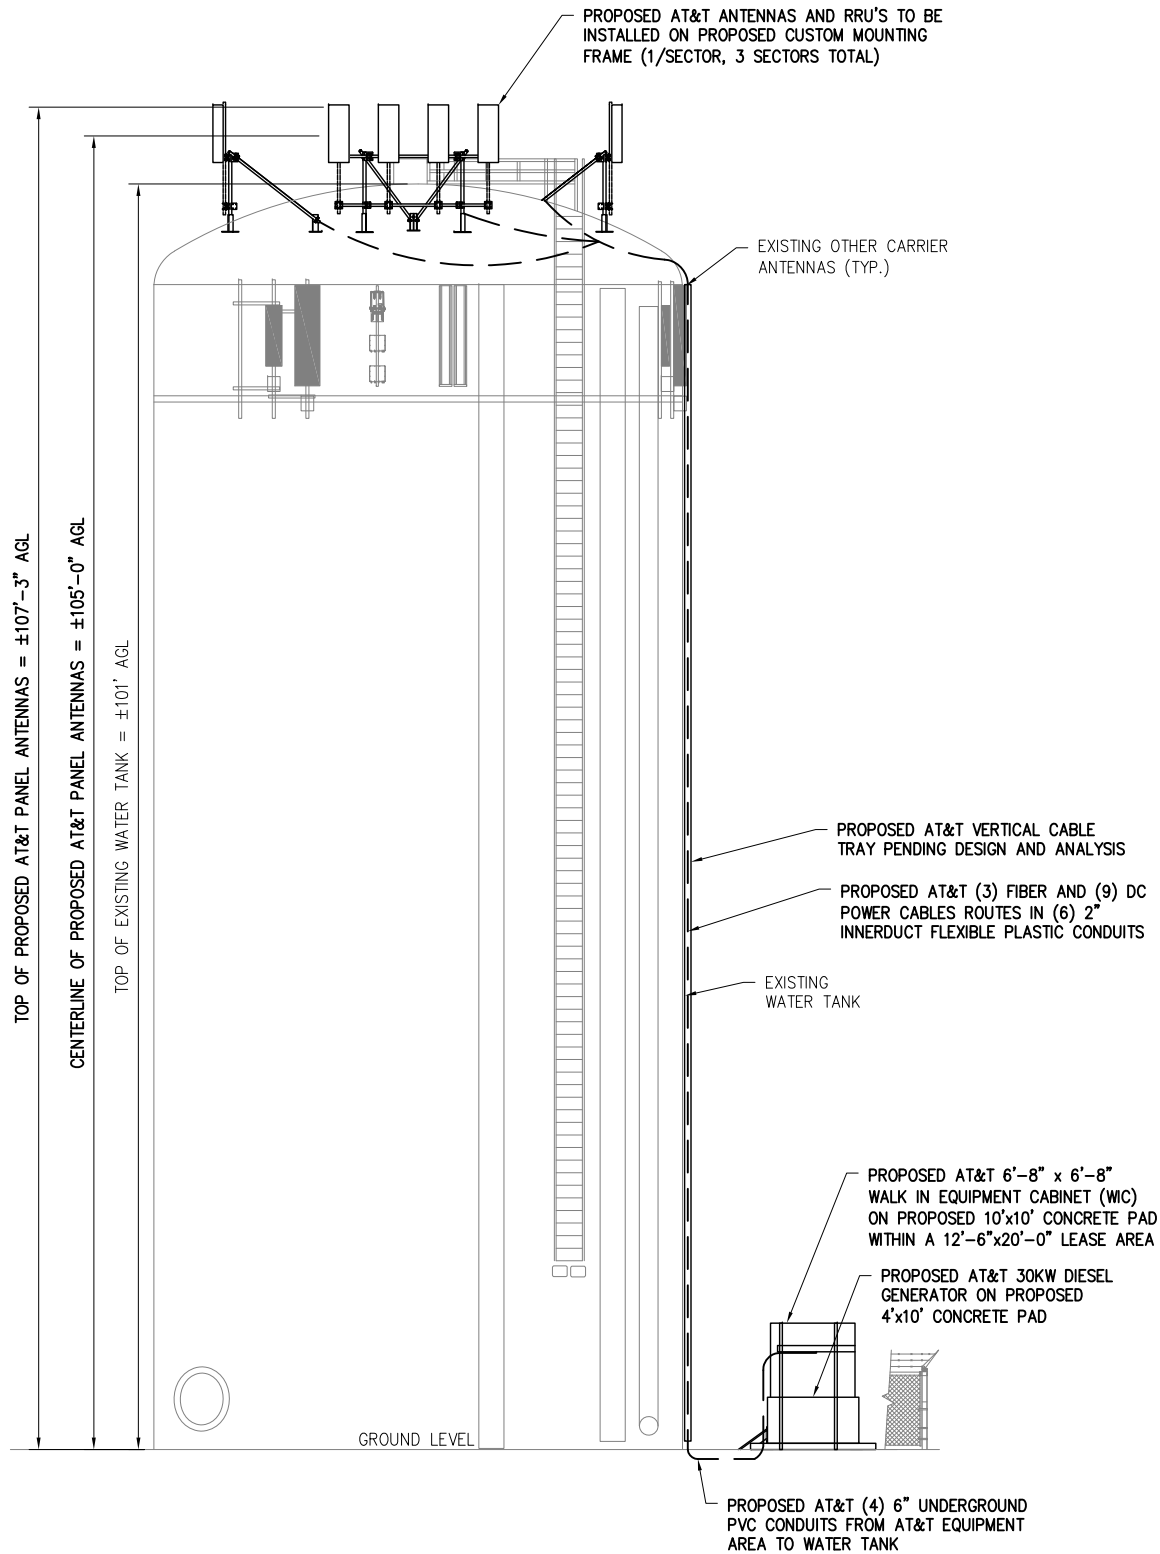 PROPOSED AT&T ANTENNAS AND RRU'S TO BE
INSTALLED ON PROPOSED CUSTOM MOUNTING
FRAME (1/SECTOR, 3 SECTORS TOTAL)
EXISTING OTHER CARRIER
ANTENNAS (TYP.)
TOP OF PROPOSED AT&T PANEL ANTENNAS = ±107'-3" AGL
CENTERLINE OF PROPOSED AT&T PANEL ANTENNAS = ±105'-0" AGL
TOP OF EXISTING WATER TANK = ±101' AGL
PROPOSED AT&T VERTICAL CABLE
TRAY PENDING DESIGN AND ANALYSIS
PROPOSED AT&T (3) FIBER AND (9) DC
POWER CABLES ROUTES IN (6) 2"
INNERDUCT FLEXIBLE PLASTIC CONDUITS
EXISTING
WATER TANK
PROPOSED AT&T 6'-8" x 6'-8"
WALK IN EQUIPMENT CABINET (WIC)
ON PROPOSED 10'x10' CONCRETE PAD
WITHIN A 12'-6"x20'-0" LEASE AREA
PROPOSED AT&T 30KW DIESEL
GENERATOR ON PROPOSED
4'x10' CONCRETE PAD
GROUND LEVEL
PROPOSED AT&T (4) 6" UNDERGROUND
PVC CONDUITS FROM AT&T EQUIPMENT
AREA TO WATER TANK